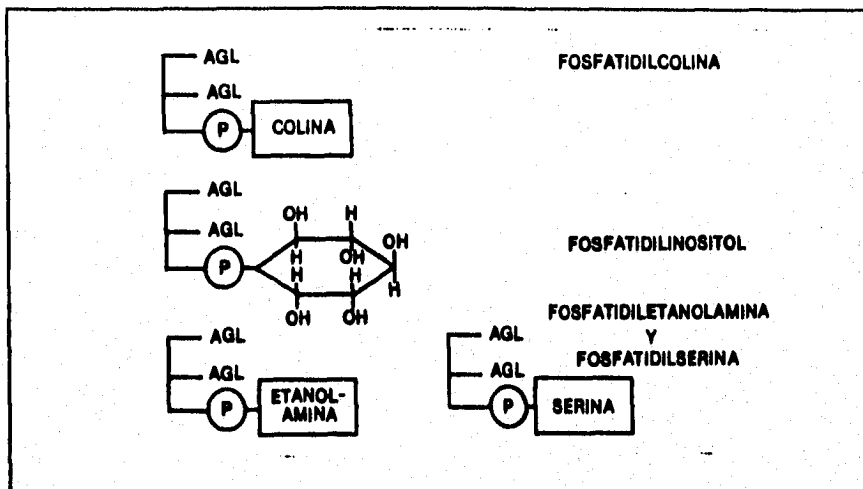 AGL
FOSFATIDILCOLINA
AGL
P COLINA
AGL
AGL
OH H OH
FOSFATIDILINOSITOL
P H OH
H H H
OH OH
FOSFATIDILETANOLAMINA
Y
FOSFATIDILSERINA
AGL
AGL
P ETANOL-
AMINA
AGL
AGL
P SERINA